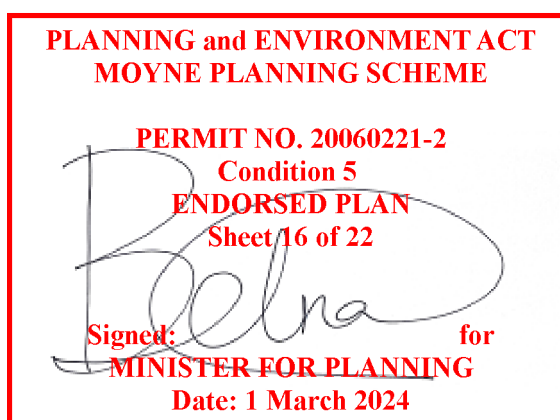 PLANNING and ENVIRONMENT ACT
MOYNE PLANNING SCHEME
PERMIT NO. 20060221-2
Condition 5
ENDORSED PLAN
Sheet 16 of 22
Signed: for
MINISTER FOR PLANNING
Date: 1 March 2024